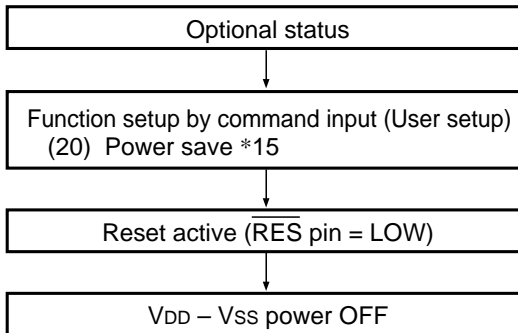 Optional status
Function setup by command input (User setup)
(20) Power save *15
Reset active (RES pin = LOW)
VDD – VSS power OFF